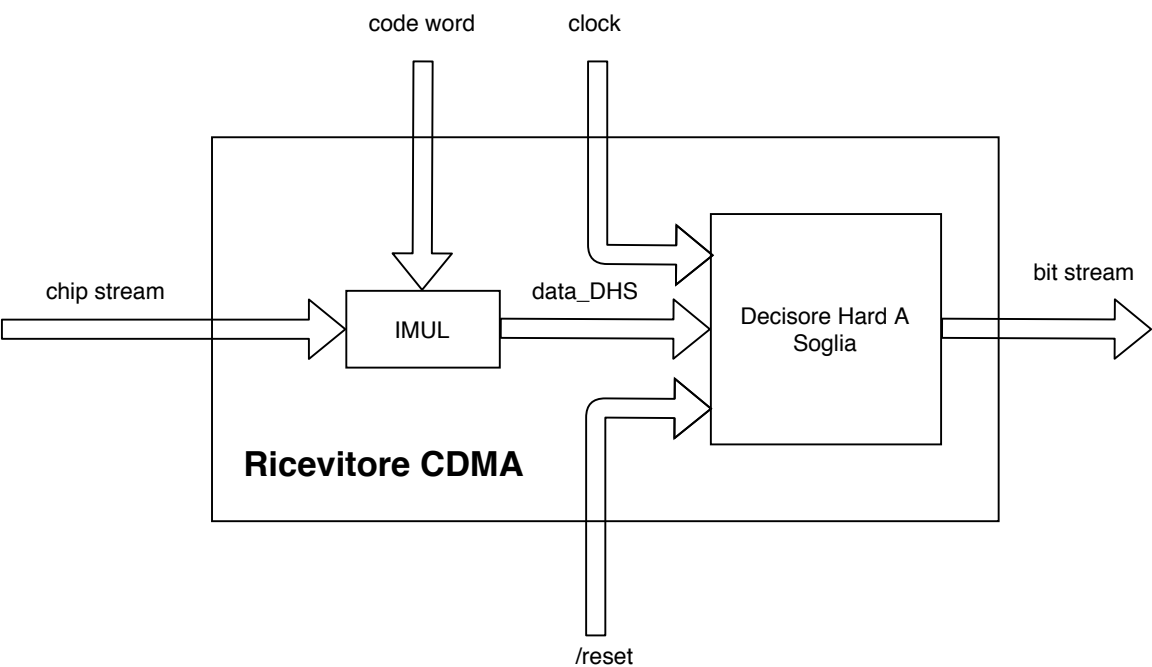 code word
clock
chip stream
data_DHS
bit stream
IMUL
Decisore Hard A
Soglia
Ricevitore CDMA
/reset